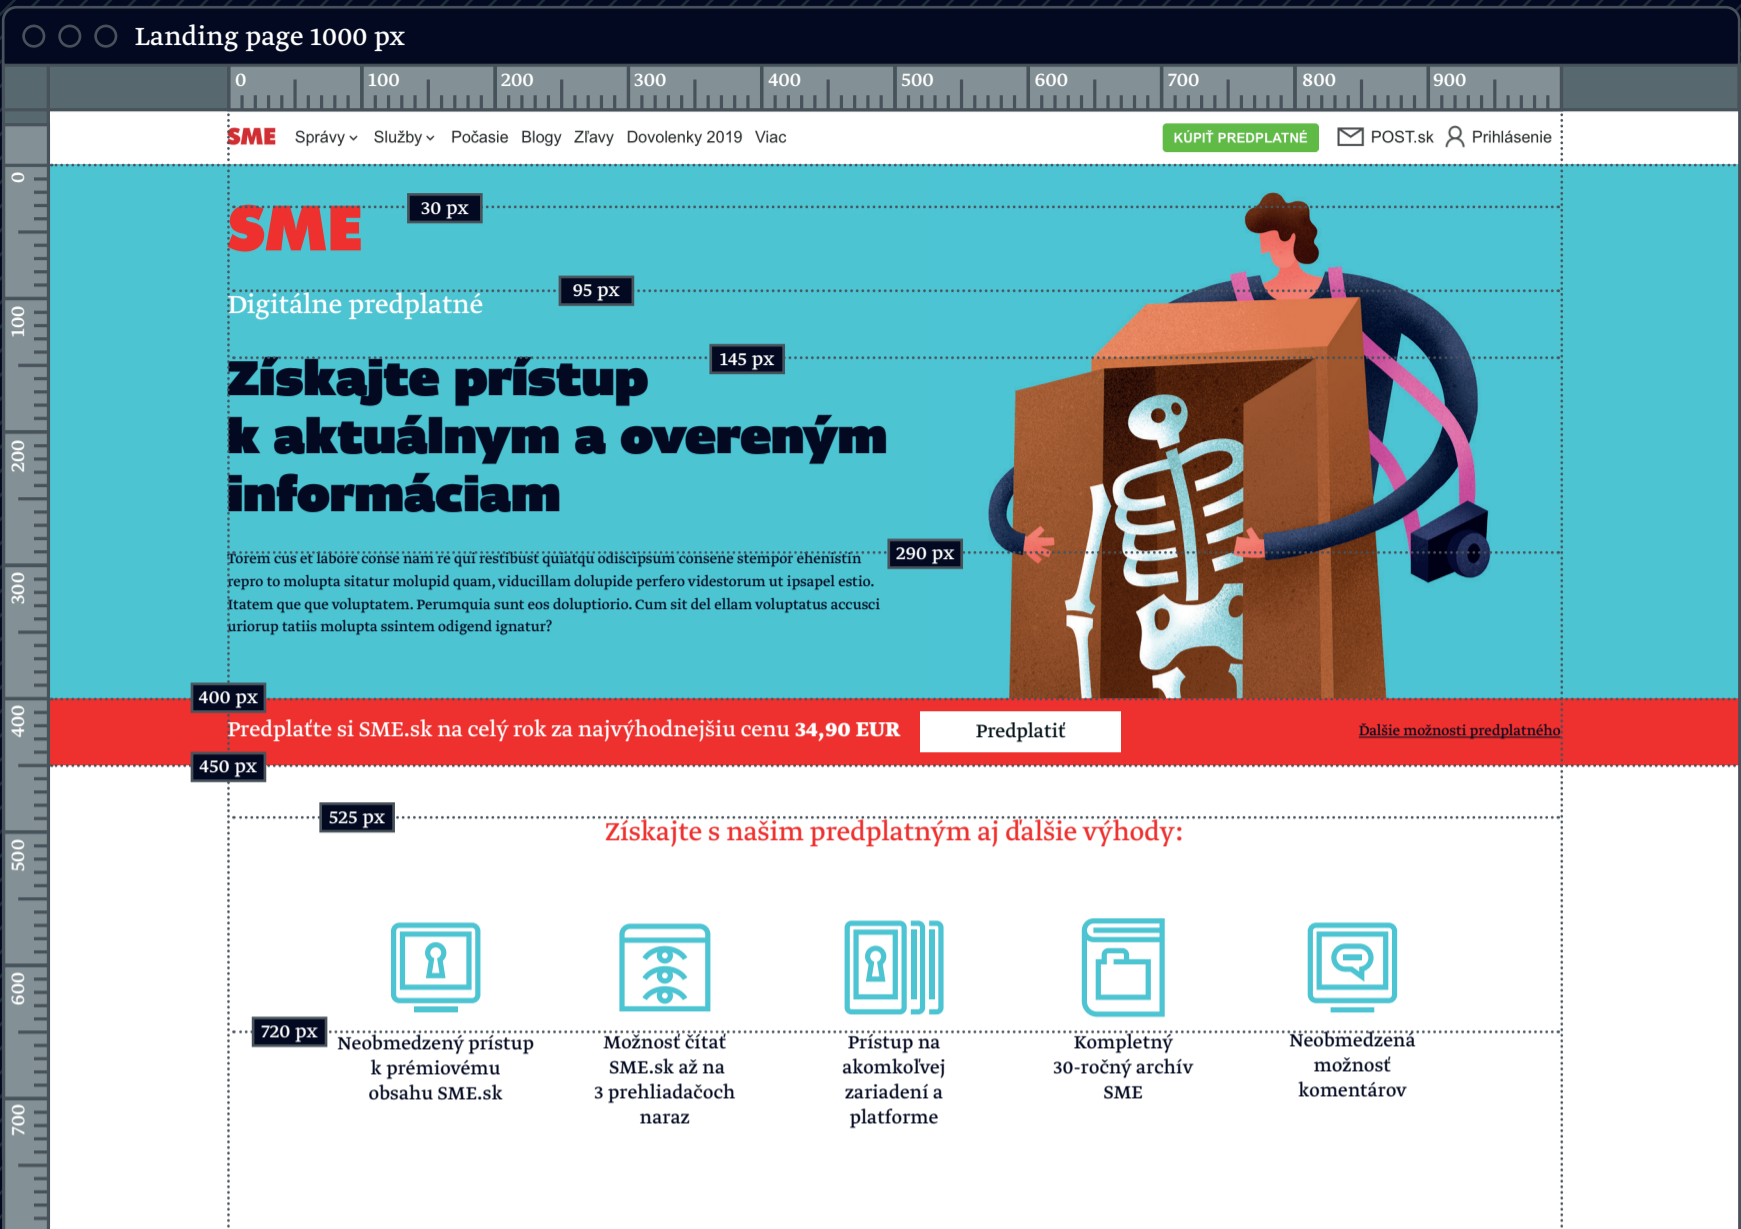 Landing page 1000 px
0 100 200 300 400 500 600 700 800 900
SME Správy Služby Počasie Blogy Zľavy Dovolenky 2019 Viac KÚPIŤ PREDPLATNÉ POST.sk Prihlásenie
0
SME
30 px
95 px
Digitálne predplatné
100
145 px
Získajte prístup
k aktuálnym a overeným
200
informáciam
290 px
Torem cus et labore conse nam re qui restibust quiatqu odiscipsum consene stempor ehenistin
repro to molupta sitatur molupid quam, viducillam dolupide perfero videstorum ut ipsapel estio.
300
Itatem que que voluptatem. Perumquia sunt eos doluptiorio. Cum sit del ellam voluptatus accusci
uriorup tatiis molupta ssintem odigend ignatur?
400 px
400
Predplaťte si SME.sk na celý rok za najvýhodnejšiu cenu 34,90 EUR
Predplatiť
Ďalšie možnosti predplatného
450 px
525 px
Získajte s našim predplatným aj ďalšie výhody:
500
600
720 px
Neobmedzený prístup
k prémiovému
obsahu SME.sk
Možnosť čítať
SME.sk až na
3 prehliadačoch
naraz
Prístup na
akomkoľvej
zariadení a
platforme
Kompletný
30-ročný archív
SME
Neobmedzená
možnosť
komentárov
700